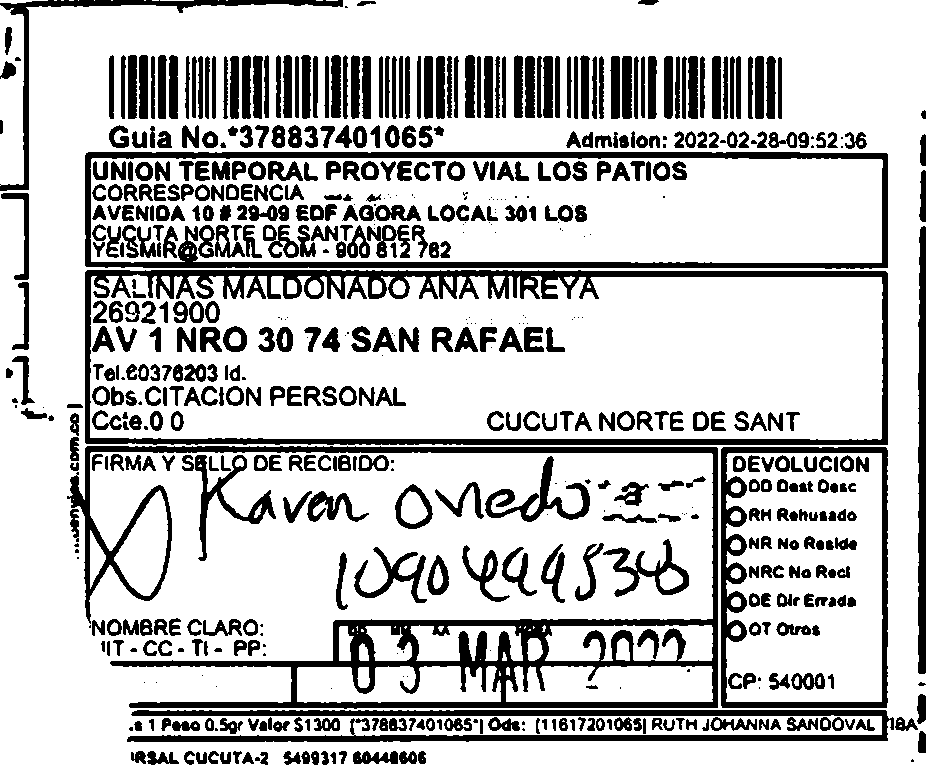 Guia No.*378837401065*
Admision: 2022-02-28-09:52:36
UNION TEMPORAL PROYECTO VIAL LOS PATIOS
CORRESPONDENCIA
AVENIDA 10 # 29-09 EDF AGORA LOCAL 301 LOS
CUCUTA NORTE DE SANTANDER
YEISMIR@GMAIL COM - 900 812 762
SALINAS MALDONADO ANA MIREYA
26921900
AV 1 NRO 30 74 SAN RAFAEL
Tel.60376203 Id.
Obs.CITACION PERSONAL
Ccte.0 0 CUCUTA NORTE DE SANT
FIRMA Y SELLO DE RECIBIDO:
Karen Oviedo
NOMBRE CLARO:
IIT - CC - TI - PP:
03 MAR 2022
DEVOLUCION
DD Dest Desc
RH Rehusado
NR No Reside
NRC No Recl
DE Dir Errada
OT Otros
CP: 540001
.s 1 Peso 0.5gr Valor $1300 [*378837401065*] Ods: [11617201065] RUTH JOHANNA SANDOVAL
RSAL CUCUTA-2 5499317 60448606